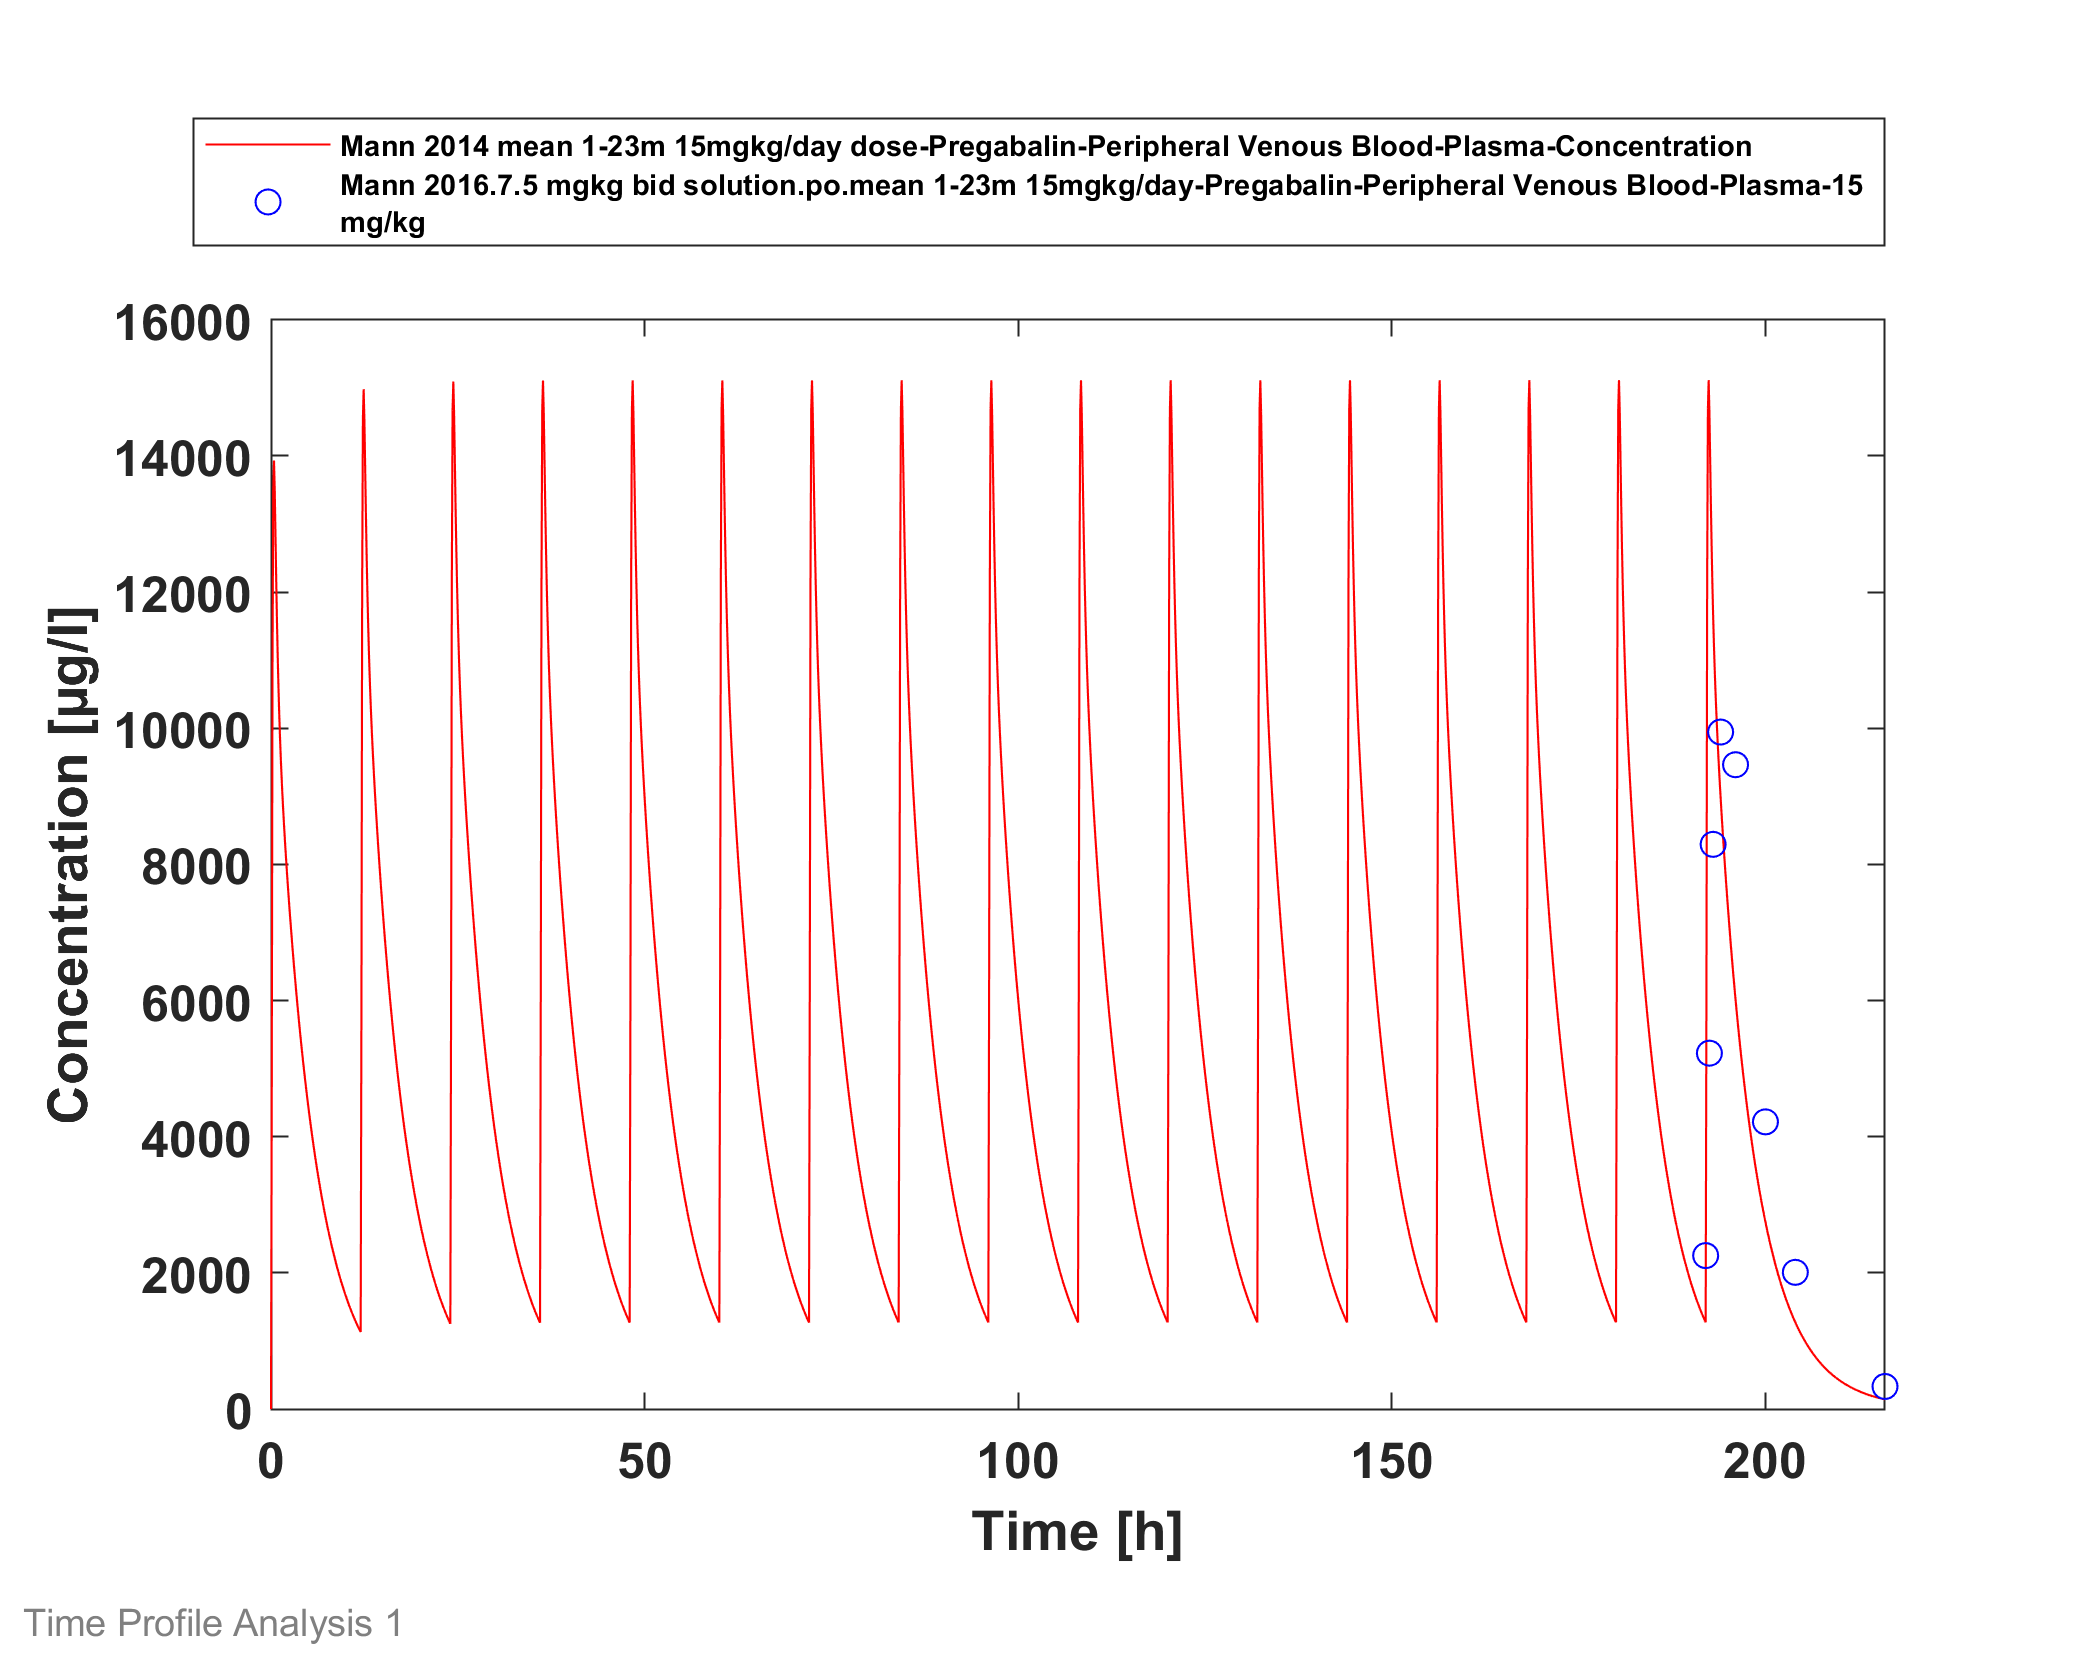 Mann 2014 mean 1-23m 15mgkg/day dose-Pregabalin-Peripheral Venous Blood-Plasma-Concentration
Mann 2016.7.5 mgkg bid solution.po.mean 1-23m 15mgkg/day-Pregabalin-Peripheral Venous Blood-Plasma-15
mg/kg
16000
14000
12000
10000
8000
6000
4000
2000
0
Concentration [µg/l]
0 50 100 150 200
Time [h]
Time Profile Analysis 1